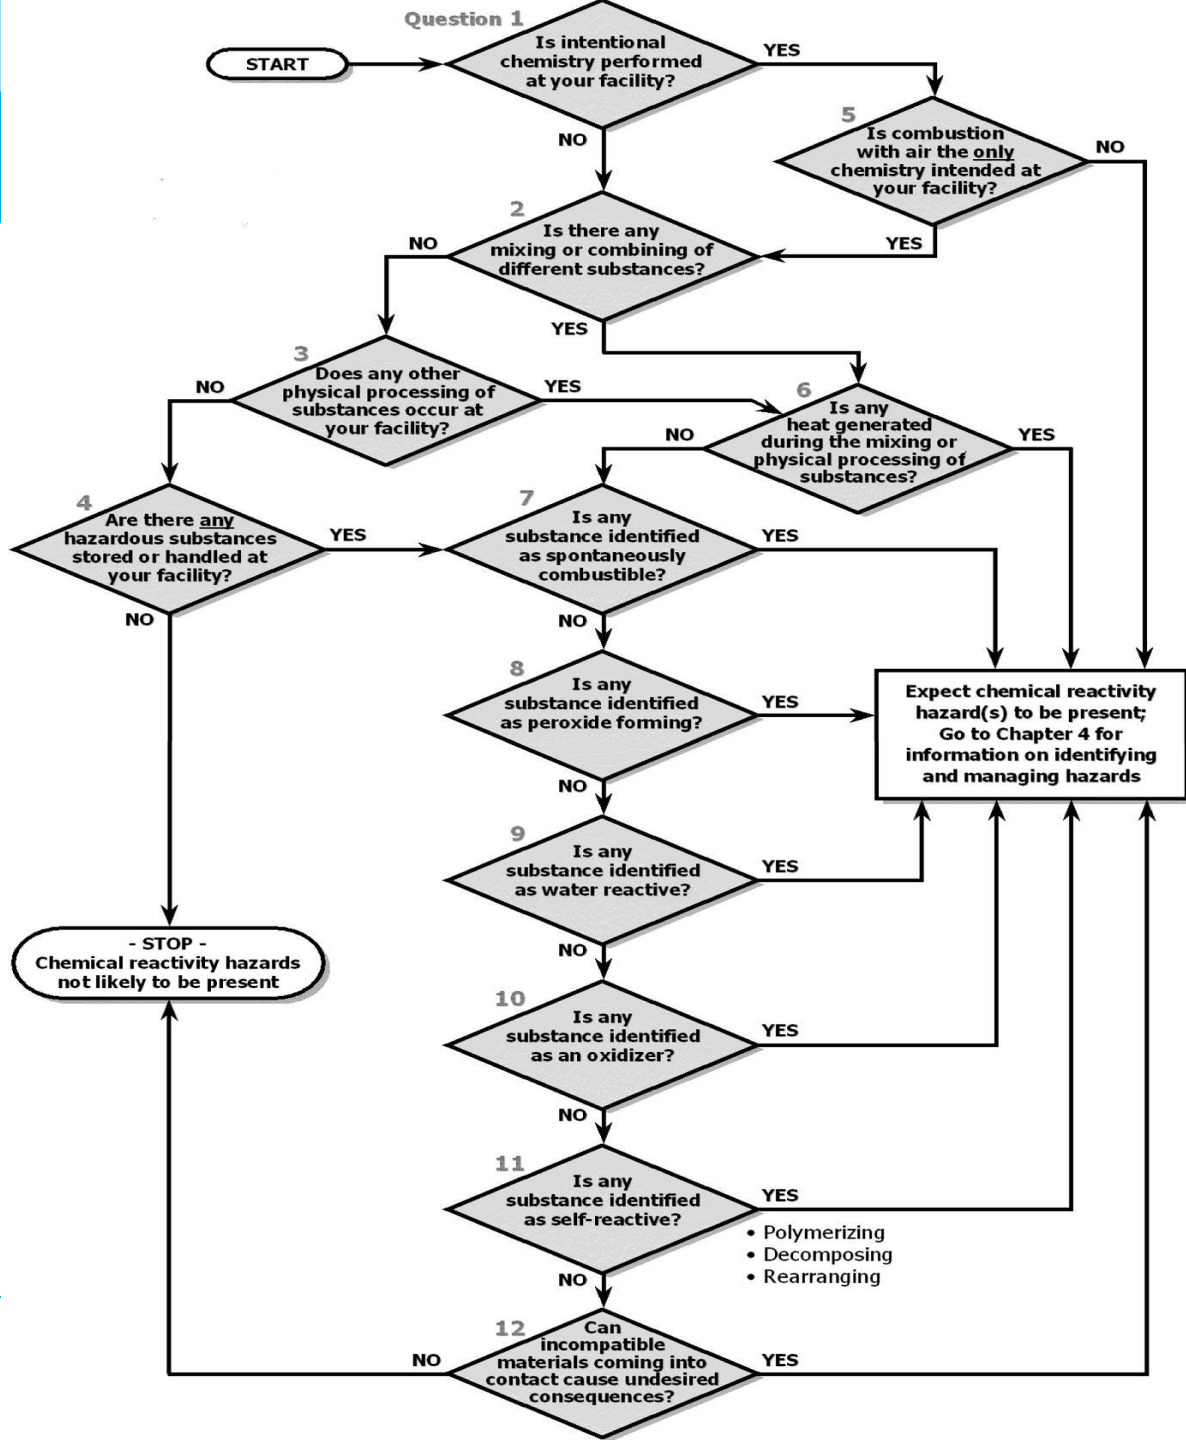 Question 1
Is intentional
chemistry performed
at your facility?
YES
START
NO
5
Is combustion
with air the only
chemistry intended at
your facility?
NO
YES
2
Is there any
mixing or combining of
different substances?
NO
YES
3
Does any other
physical processing of
substances occur at
your facility?
NO
YES
6
Is any
heat generated
during the mixing or
physical processing of
substances?
NO
YES
4
Are there any
hazardous substances
stored or handled at
your facility?
YES
NO
7
Is any
substance identified
as spontaneously
combustible?
YES
NO
8
Is any
substance identified
as peroxide forming?
YES
NO
Expect chemical reactivity
hazard(s) to be present;
Go to Chapter 4 for
information on identifying
and managing hazards
9
Is any
substance identified
as water reactive?
YES
NO
- STOP -
Chemical reactivity hazards
not likely to be present
10
Is any
substance identified
as an oxidizer?
YES
NO
11
Is any
substance identified
as self-reactive?
YES
• Polymerizing
• Decomposing
• Rearranging
NO
12
Can
incompatible
materials coming into
contact cause undesired
consequences?
NO
YES